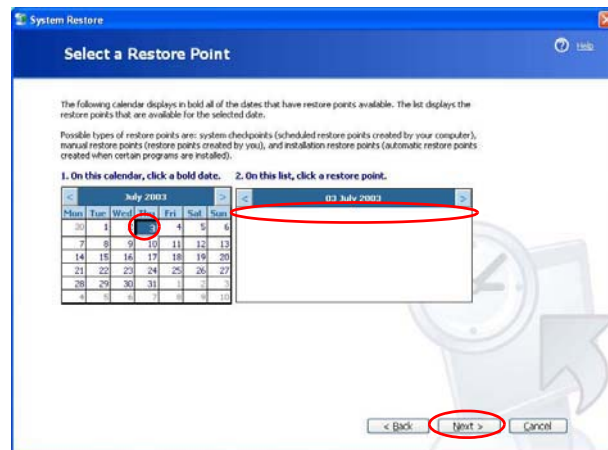 System Restore
Select a Restore Point
Help
The following calendar displays in bold all of the dates that have restore points available. The list displays the
restore points that are available for the selected date.
Possible types of restore points are: system checkpoints (scheduled restore points created by your computer),
manual restore points (restore points created by you), and installation restore points (automatic restore points
created when certain programs are installed).
1. On this calendar, click a bold date. 2. On this list, click a restore point.
< July 2003 > < 03 July 2003 >
Mon Tue Wed Thu Fri Sat Sun
30 1 2 3 4 5 6
7 8 9 10 11 12 13
14 15 16 17 18 19 20
21 22 23 24 25 26 27
28 29 30 31 1 2 3
4 5 6 7 8 9 10
< Back Next > Cancel